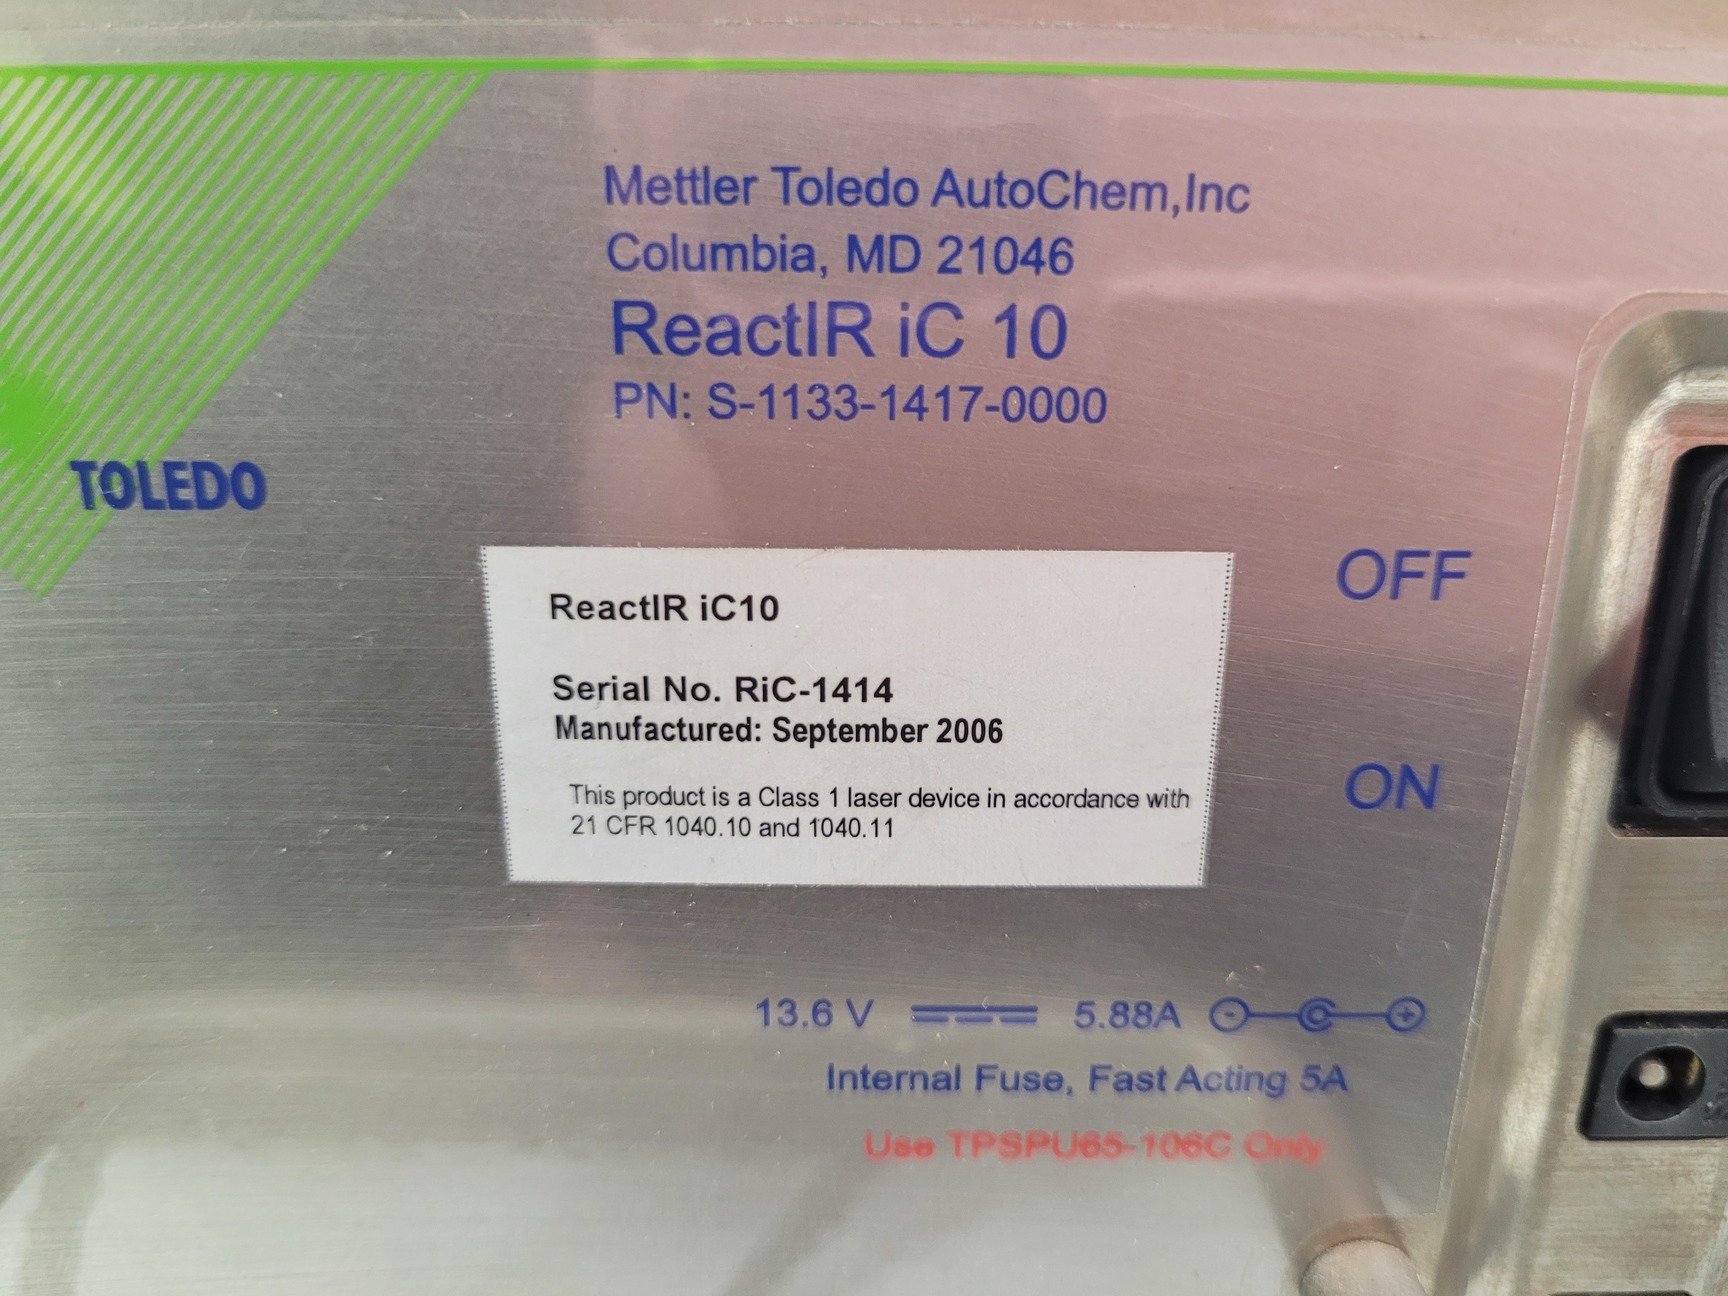 Mettler Toledo AutoChem,Inc
Columbia, MD 21046
ReactIR iC 10
PN: S-1133-1417-0000
TOLEDO
ReactIR iC10
Serial No. RiC-1414
Manufactured: September 2006
This product is a Class 1 laser device in accordance with
21 CFR 1040.10 and 1040.11
OFF
ON
13.6 V 5.88A - +
Internal Fuse, Fast Acting 5A
Use TPSPU65-106C Only